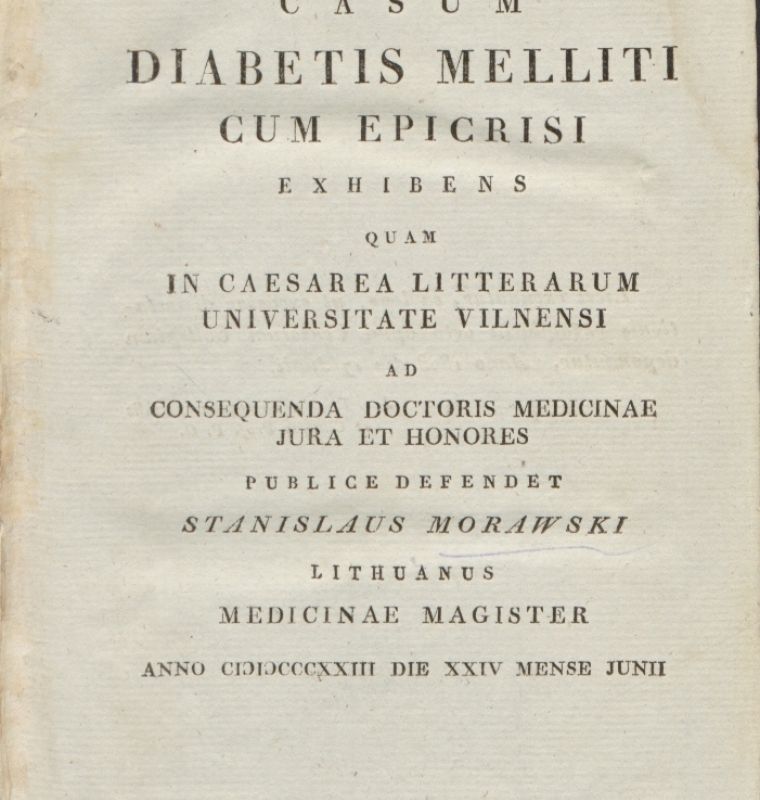 CASUM
DIABETIS MELLITI
CUM EPICRISI
EXHIBENS
QUAM
IN CAESAREA LITTERARUM
UNIVERSITATE VILNENSI
AD
CONSEQUENDA DOCTORIS MEDICINAE
JURA ET HONORES
PUBLICE DEFENDET
STANISLAUS MORAWSKI
LITHUANUS
MEDICINAE MAGISTER
ANNO CIƆIƆCCCXXIII DIE XXIV MENSE JUNII